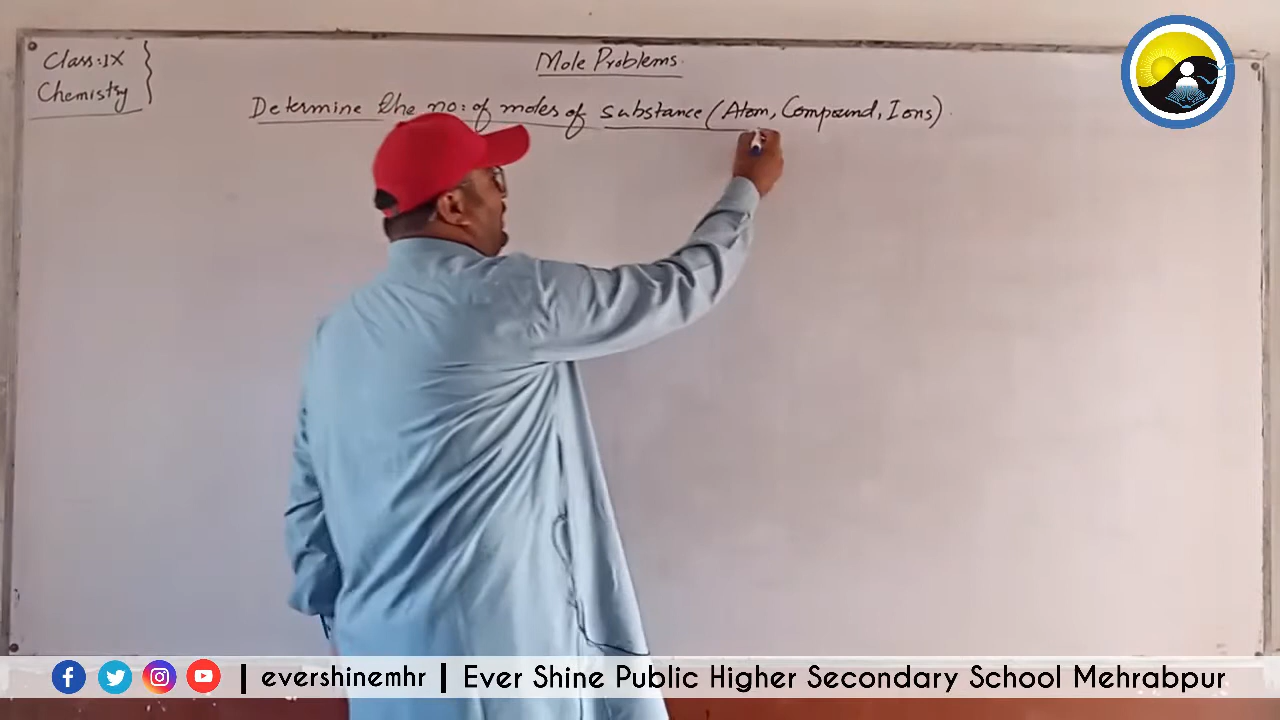 Class: IX
Chemistry
Mole Problems.
Determine the no: of moles of substance (Atom, Compound, Ions).
| evershinemhr | Ever Shine Public Higher Secondary School Mehrabpur